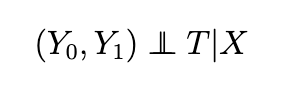 (Y₀, Y₁) ⫫ T|X